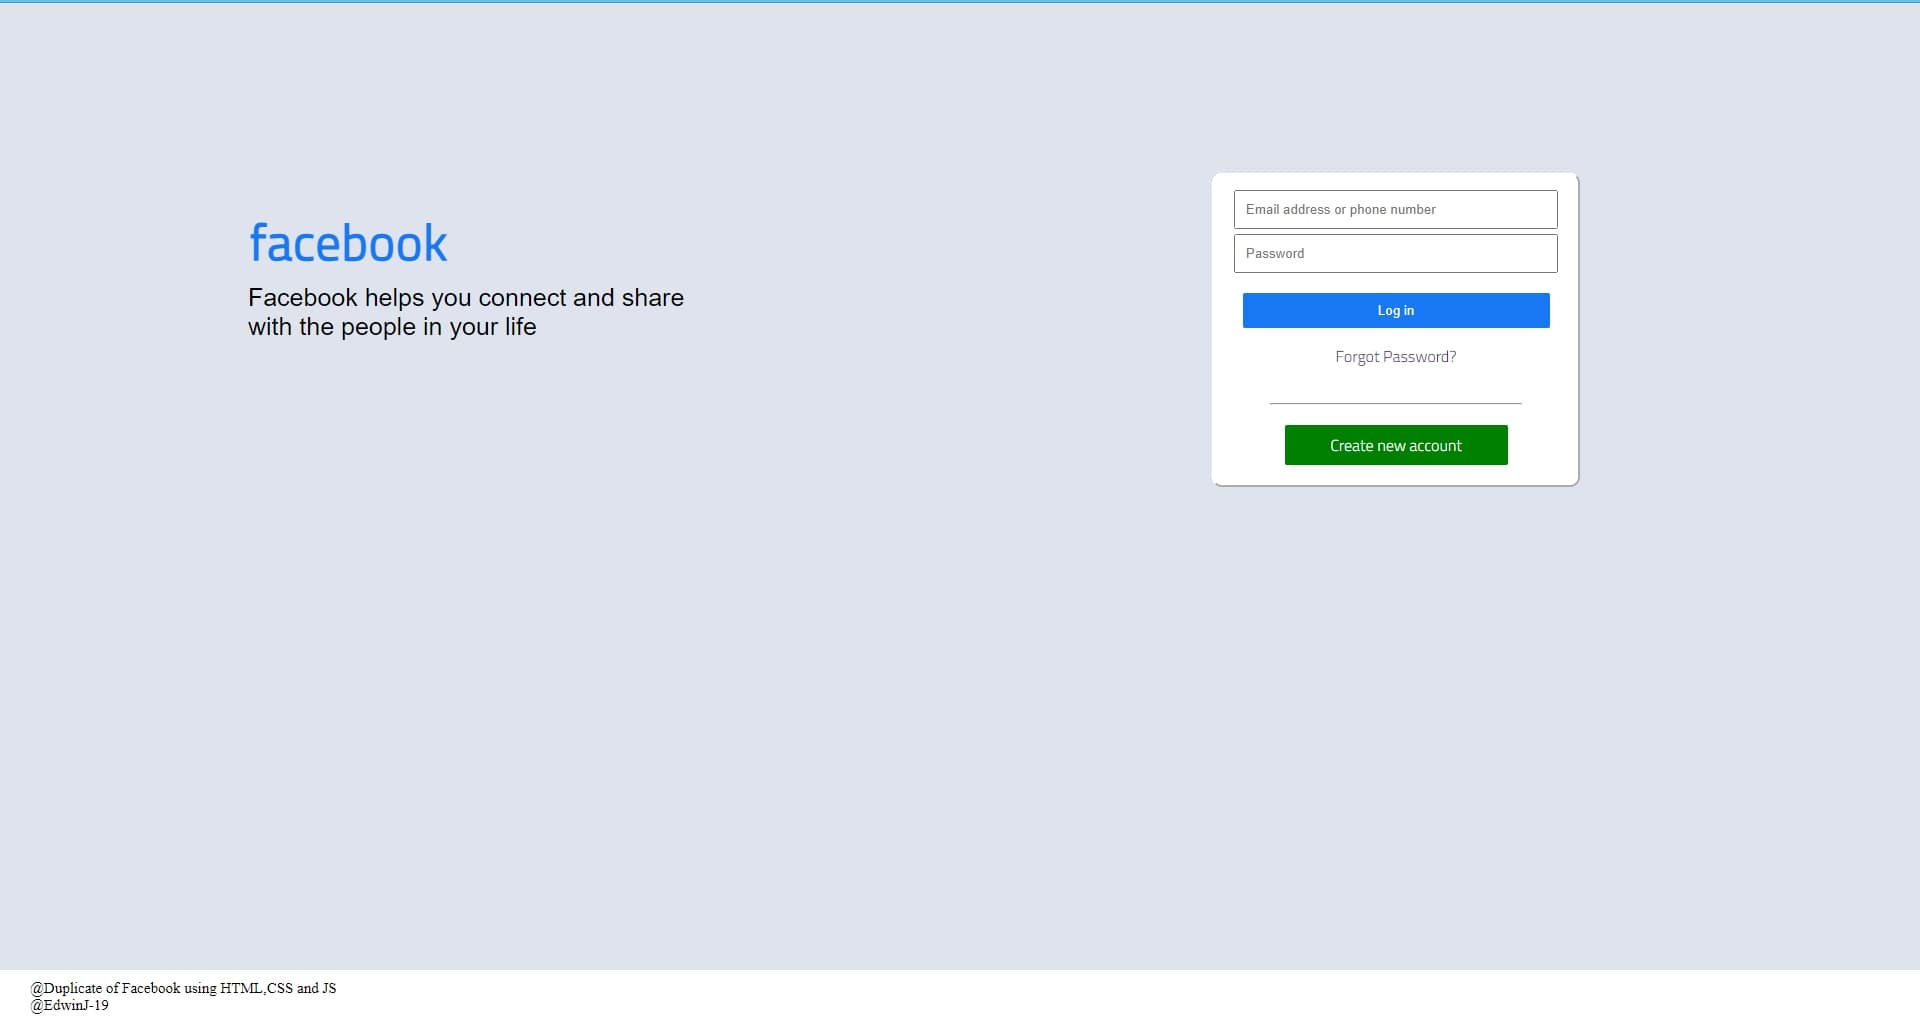 facebook
Facebook helps you connect and share
with the people in your life
Email address or phone number
Password
Log in
Forgot Password?
Create new account
@Duplicate of Facebook using HTML,CSS and JS
@EdwinJ-19